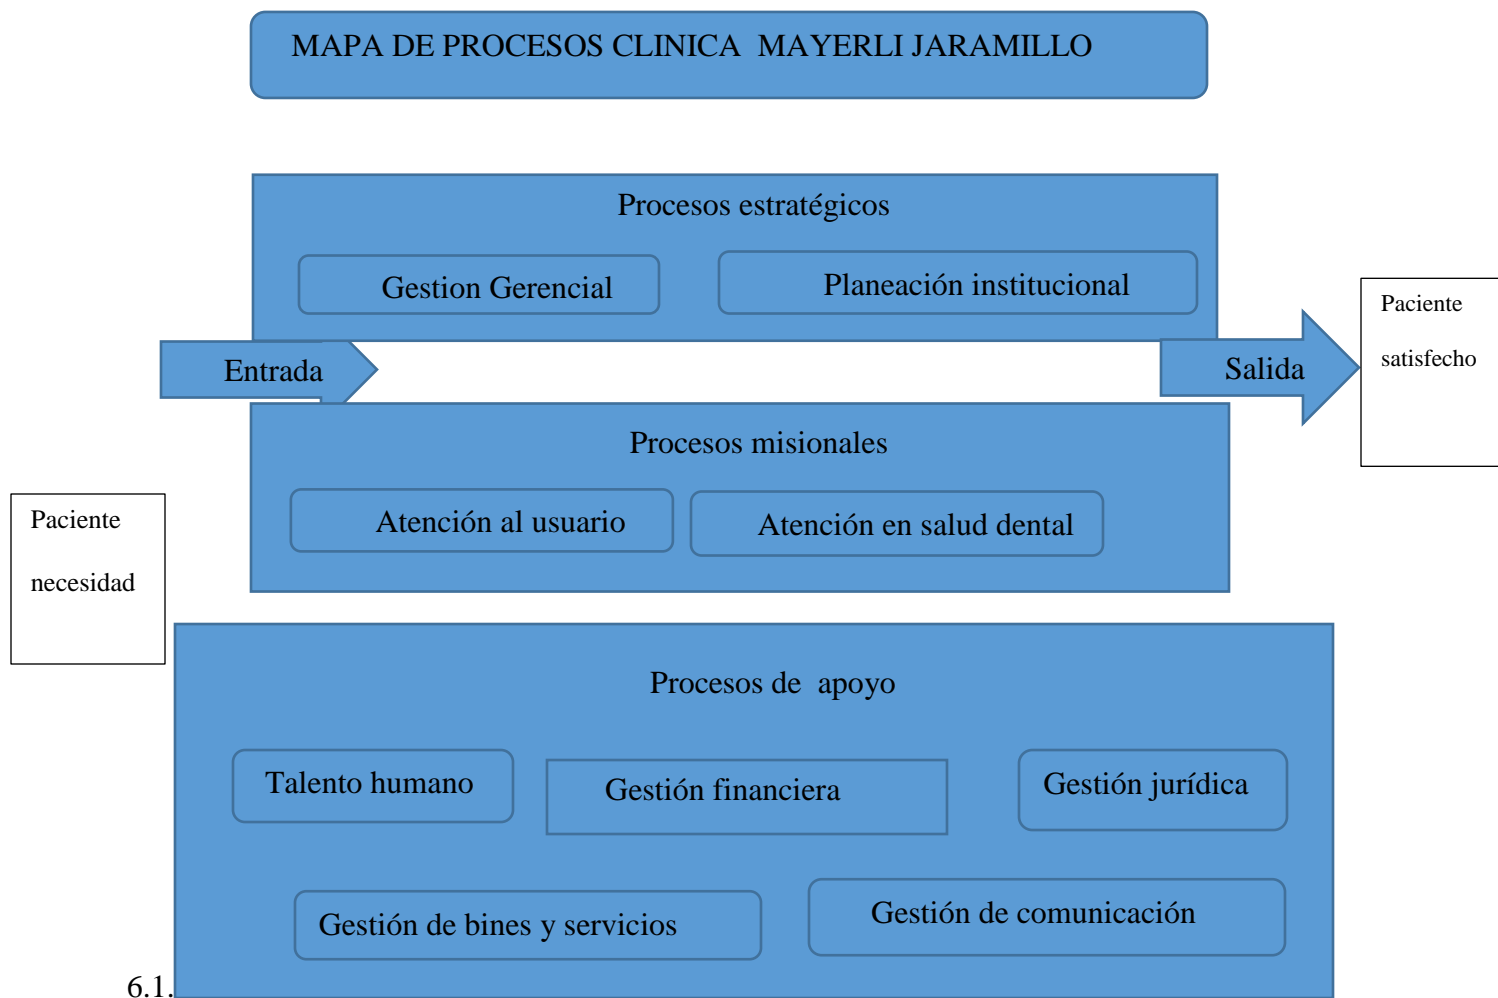 MAPA DE PROCESOS CLINICA MAYERLI JARAMILLO
Procesos estratégicos
Gestion Gerencial
Planeación institucional
Paciente
satisfecho
Entrada
Salida
Procesos misionales
Atención al usuario
Atención en salud dental
Paciente
necesidad
Procesos de apoyo
Talento humano
Gestión financiera
Gestión jurídica
Gestión de bines y servicios
Gestión de comunicación
6.1.